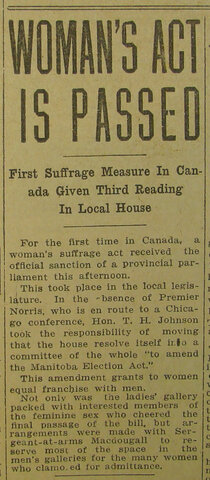 WOMAN'S ACT
IS PASSED
First Suffrage Measure In Can-
ada Given Third Reading
In Local House
For the first time in Canada, a
woman's suffrage act received the
official sanction of a provincial par-
liament this afternoon.
This took place in the local legis-
lature. In the absence of Premier
Norris, who is en route to a Chica-
go conference, Hon. T. H. Johnson
took the responsibility of moving
that the house resolve itself into a
committee of the whole "to amend
the Manitoba Election Act."
This amendment grants to women
equal franchise with men.
Not only was the ladies' gallery
packed with interested members of
the feminine sex who cheered the
final passage of the bill, but ar-
rangements were made with Ser-
geant-at-arms Macdougall to re-
serve most of the space in the
men's galleries for the many women
who clamored for admittance.